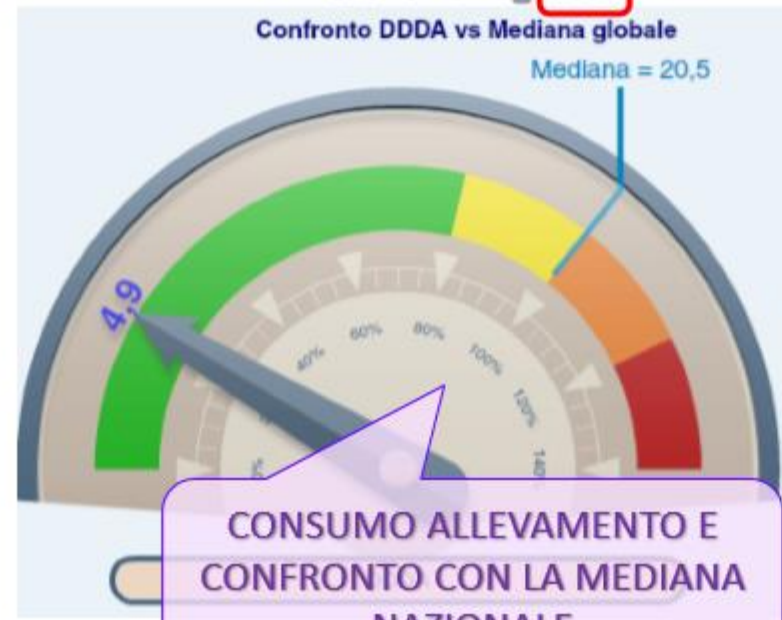 Confronto DDDA vs Mediana globale
Mediana = 20,5
4,9
40%
60%
80%
100%
120%
140%
CONSUMO ALLEVAMENTO E
CONFRONTO CON LA MEDIANA
NAZIONALE